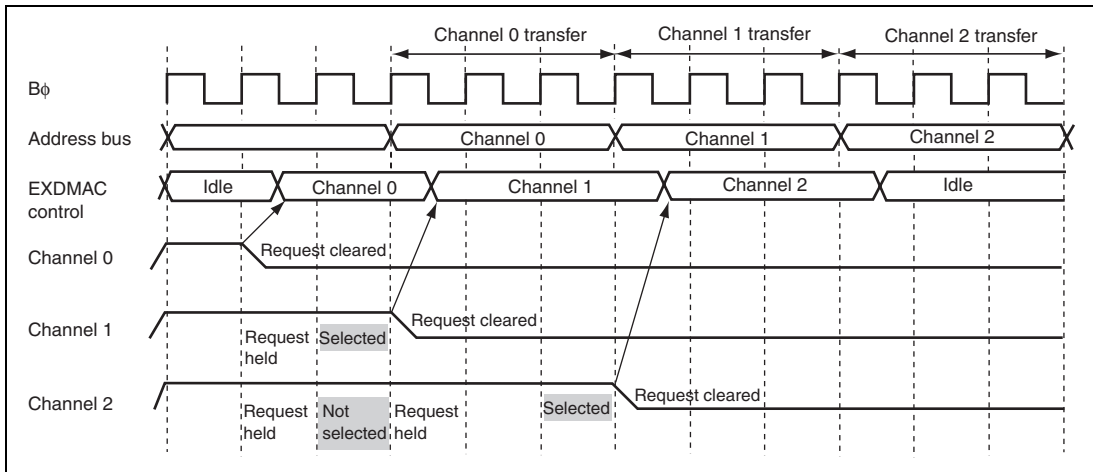 Channel 0 transfer Channel 1 transfer Channel 2 transfer
Bϕ
Address bus Channel 0 Channel 1 Channel 2
EXDMAC control Idle Channel 0 Channel 1 Channel 2 Idle
Channel 0 Request cleared
Channel 1 Request cleared
Request held Selected
Channel 2 Request cleared
Request held Not selected Request held Selected